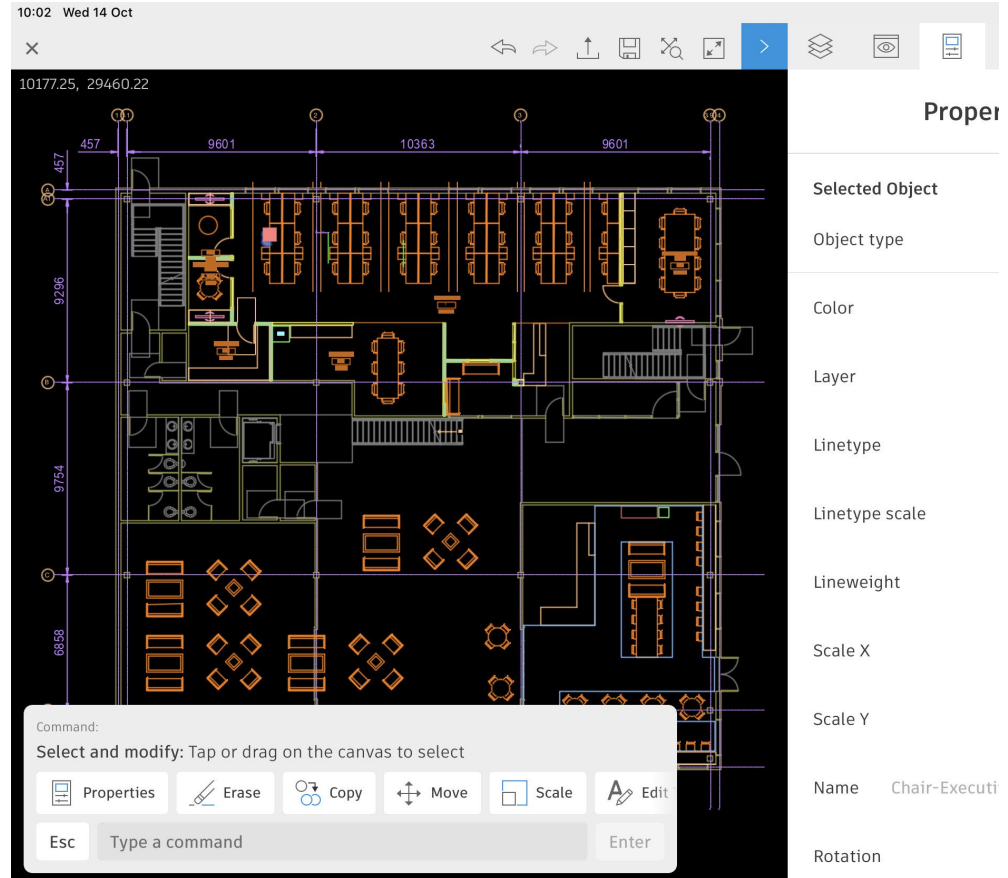 10:02 Wed 14 Oct
10177.25, 29460.22
Proper
2
3
457
9601
10363
9601
457
A
9296
B
9754
C
6858
Selected Object
Object type
Color
Layer
Linetype
Linetype scale
Lineweight
Scale X
Scale Y
Name Chair-Executi
Rotation
Command:
Select and modify: Tap or drag on the canvas to select
Properties
Erase
Copy
Move
Scale
Edit
Esc
Type a command
Enter